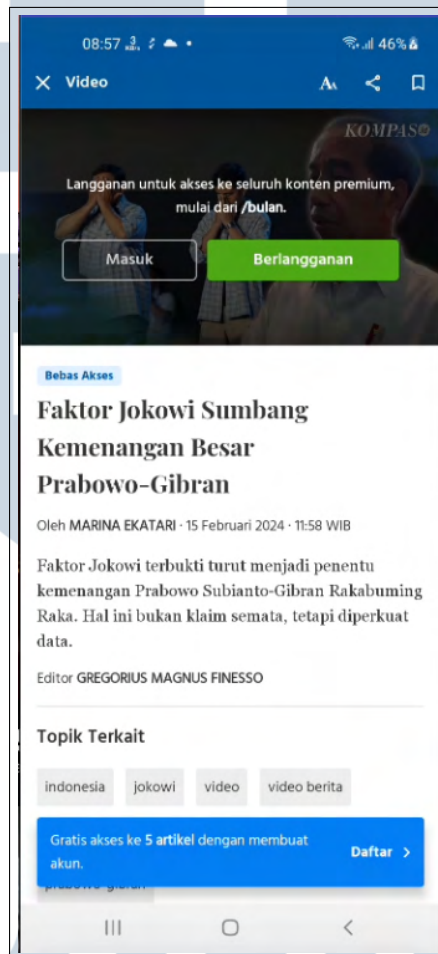 08:57
46%
Video
KOMPAS
Langganan untuk akses ke seluruh konten premium,
mulai dari /bulan.
Masuk
Berlangganan
Bebas Akses
Faktor Jokowi Sumbang
Kemenangan Besar
Prabowo-Gibran
Oleh MARINA EKATARI · 15 Februari 2024 · 11:58 WIB
Faktor Jokowi terbukti turut menjadi penentu
kemenangan Prabowo Subianto-Gibran Rakabuming
Raka. Hal ini bukan klaim semata, tetapi diperkuat
data.
Editor GREGORIUS MAGNUS FINESSO
Topik Terkait
indonesia
jokowi
video
video berita
Gratis akses ke 5 artikel dengan membuat
akun.
Daftar
prabowo-gibran